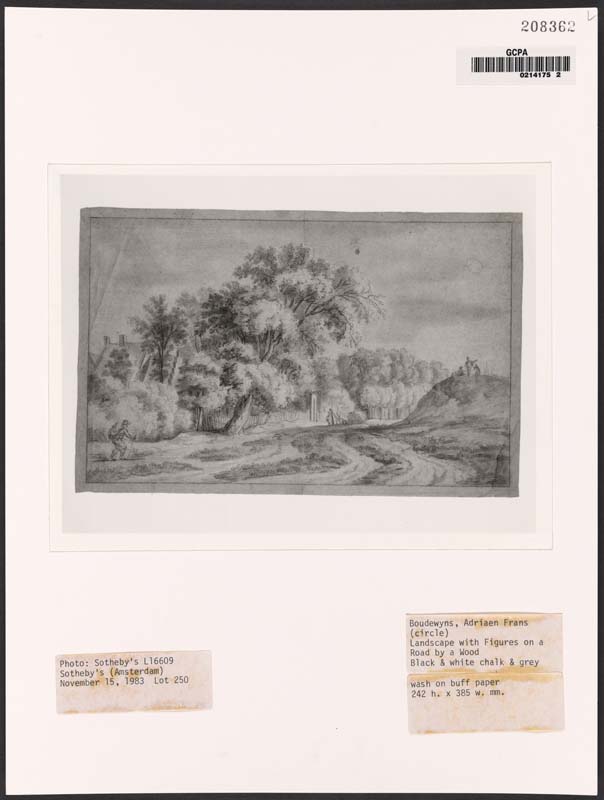 208362
GCPA
0214175 2
Photo: Sotheby's L16609
Sotheby's (Amsterdam)
November 15, 1983 Lot 250
Boudewyns, Adriaen Frans
(circle)
Landscape with Figures on a
Road by a Wood
Black & white chalk & grey
wash on buff paper
242 h. x 385 w. mm.